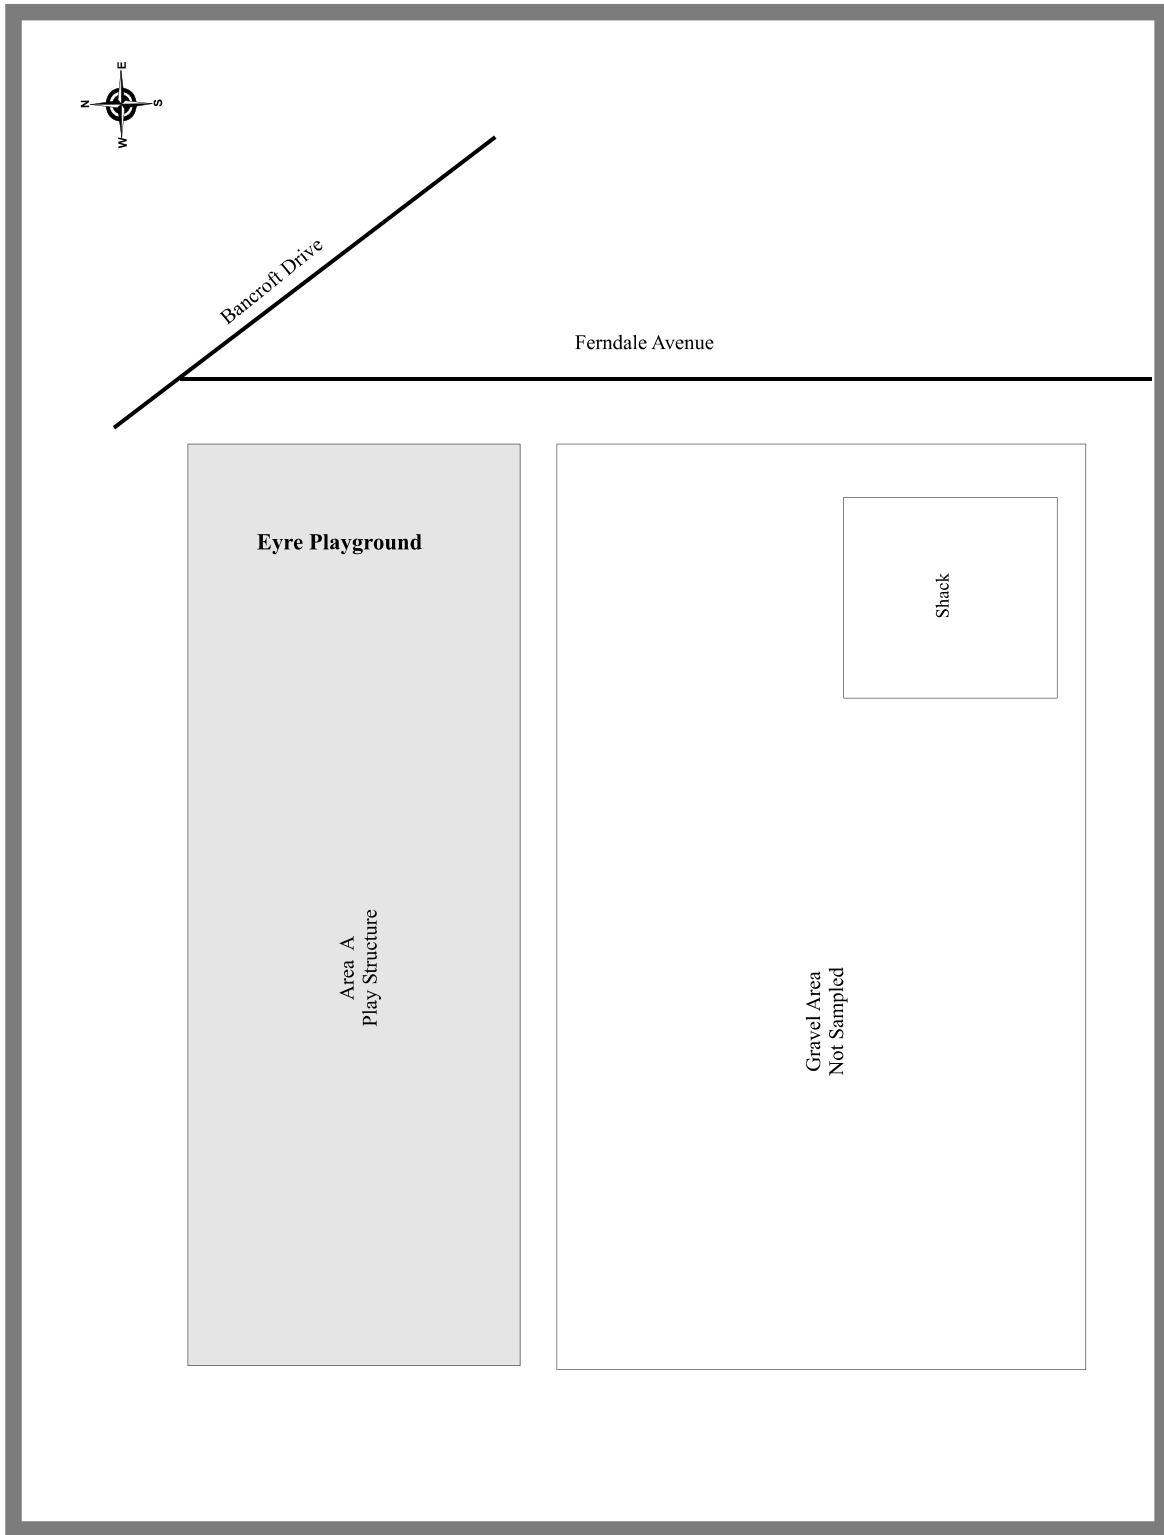 E
N
S
W
Bancroft Drive
Ferndale Avenue
Eyre Playground
Shack
Area A
Play Structure
Gravel Area
Not Sampled